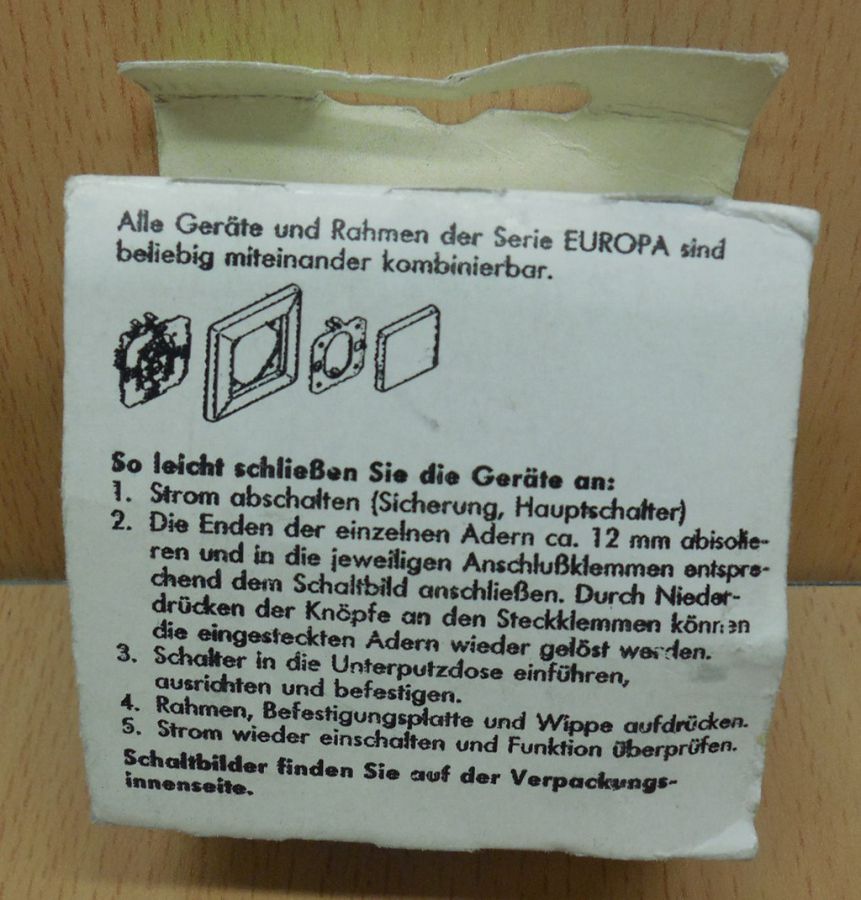 Alle Geräte und Rahmen der Serie EUROPA sind
beliebig miteinander kombinierbar.
So leicht schließen Sie die Geräte an:
1. Strom abschalten (Sicherung, Hauptschalter)
2. Die Enden der einzelnen Adern ca. 12 mm abisolie-
ren und in die jeweiligen Anschlußklemmen entspre-
chend dem Schaltbild anschließen. Durch Nieder-
drücken der Knöpfe an den Steckklemmen können
die eingesteckten Adern wieder gelöst werden.
3. Schalter in die Unterputzdose einführen,
ausrichten und befestigen.
4. Rahmen, Befestigungsplatte und Wippe aufdrücken.
5. Strom wieder einschalten und Funktion überprüfen.
Schaltbilder finden Sie auf der Verpackungs-
innenseite.